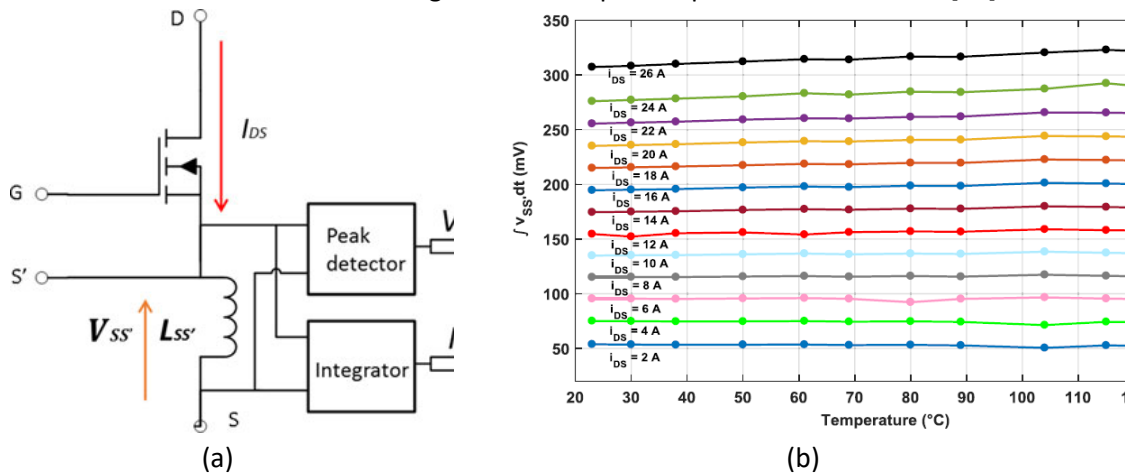 D
I_DS
G
S'
V_SS'
L_SS'
S
Peak
detector
Integrator
V
(a)
350
300
250
200
150
100
50
∫ v_SS'.dt (mV)
i_DS = 26 A
i_DS = 24 A
i_DS = 22 A
i_DS = 20 A
i_DS = 18 A
i_DS = 16 A
i_DS = 14 A
i_DS = 12 A
i_DS = 10 A
i_DS = 8 A
i_DS = 6 A
i_DS = 4 A
i_DS = 2 A
20 30 40 50 60 70 80 90 100 110
Temperature (°C)
(b)